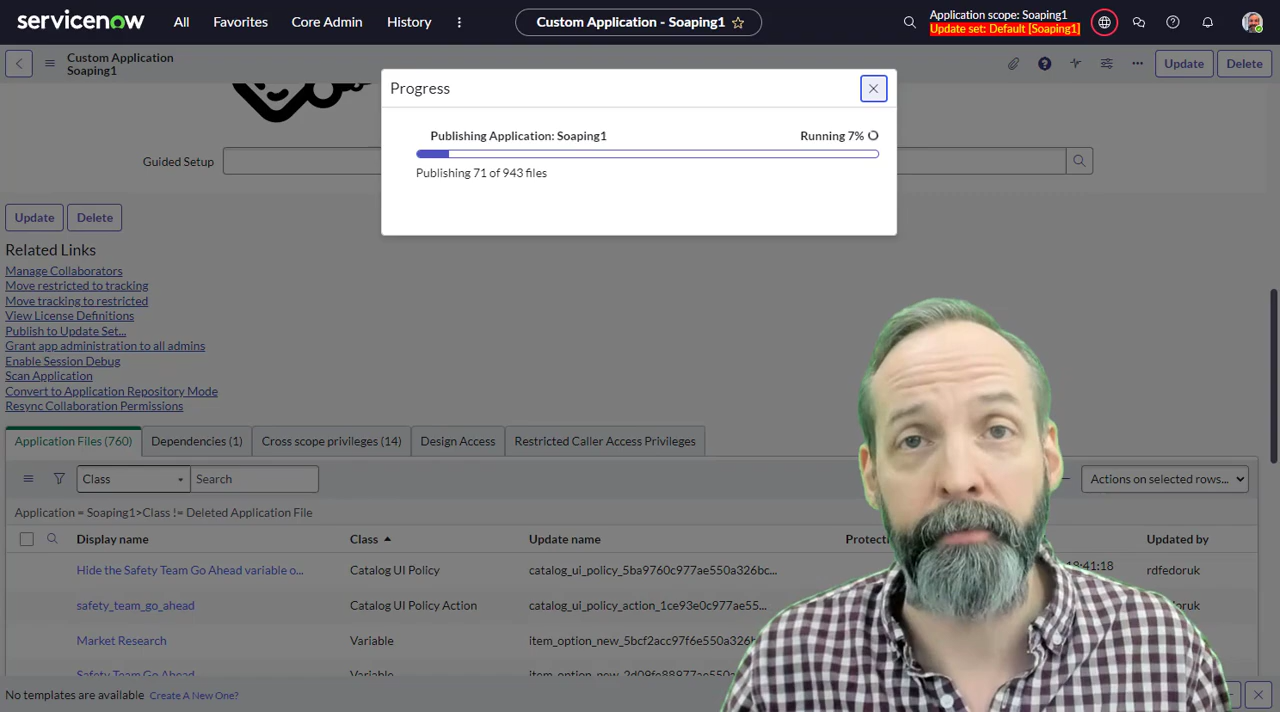 servicenow
All
Favorites
Core Admin
History
Custom Application - Soaping1
Application scope: Soaping1
Update set: Default [Soaping1]
Custom Application
Soaping1
Update
Delete
Progress
Publishing Application: Soaping1
Running 7%
Publishing 71 of 943 files
Guided Setup
Update
Delete
Related Links
Manage Collaborators
Move restricted to tracking
Move tracking to restricted
View License Definitions
Publish to Update Set...
Grant app administration to all admins
Enable Session Debug
Scan Application
Convert to Application Repository Mode
Resync Collaboration Permissions
Application Files (760)
Dependencies (1)
Cross scope privileges (14)
Design Access
Restricted Caller Access Privileges
Class
Search
Actions on selected rows...
Application = Soaping1>Class != Deleted Application File
Display name
Class
Update name
Updated by
Hide the Safety Team Go Ahead variable o...
Catalog UI Policy
catalog_ui_policy_5ba9760c977ae550a326bc...
rdfedoruk
safety_team_go_ahead
Catalog UI Policy Action
catalog_ui_policy_action_1ce93e0c977ae55...
Market Research
Variable
Safety Team Go Ahead
Variable
No templates are available
Create A New One?